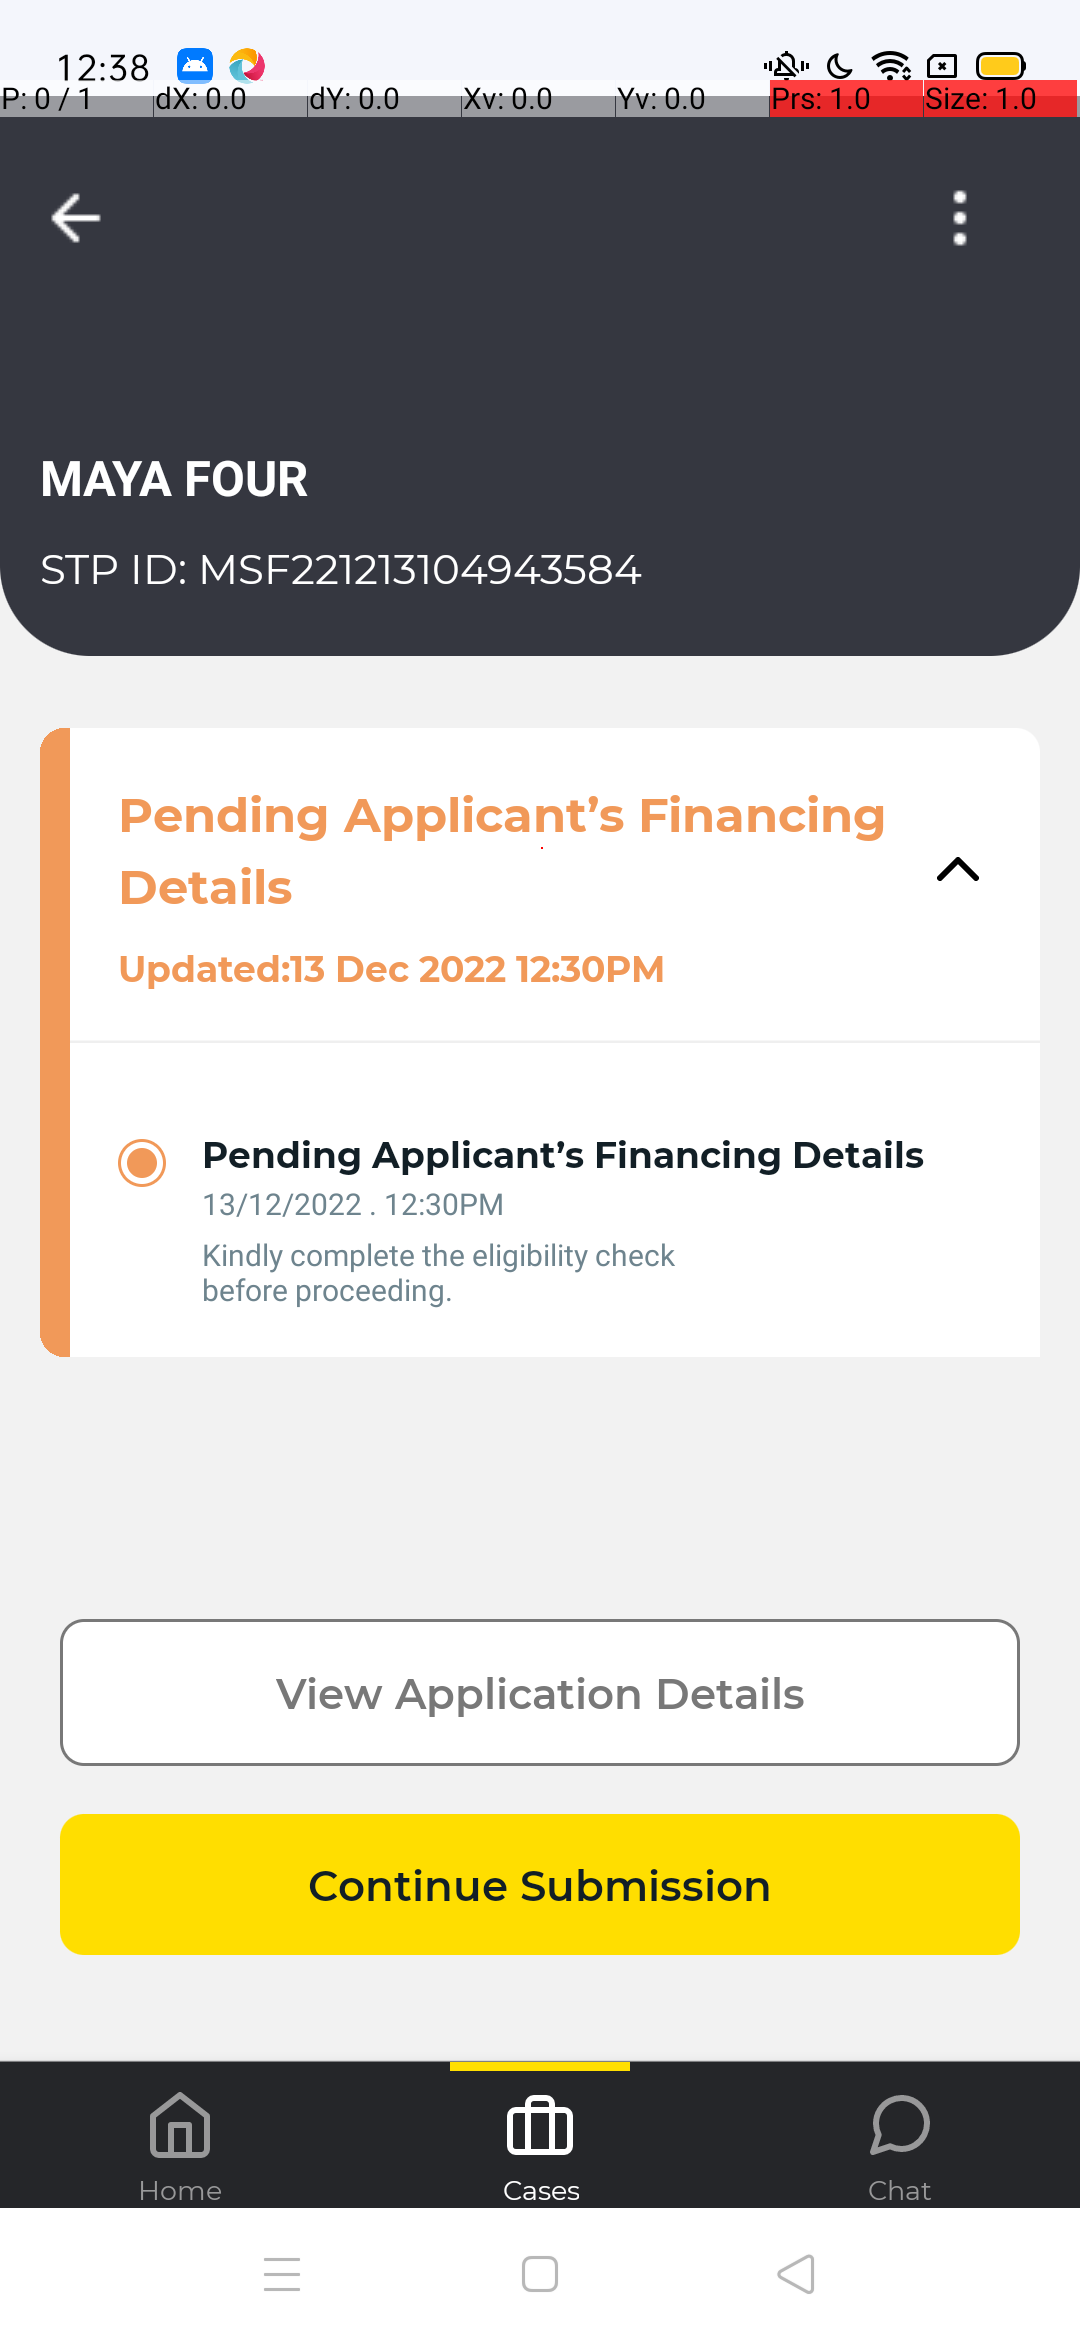 12:38
P: 0 / 1 dX: 0.0 dY: 0.0 Xv: 0.0 Yv: 0.0 Prs: 1.0 Size: 1.0
MAYA FOUR
STP ID: MSF221213104943584
Pending Applicant’s Financing
Details
Updated:13 Dec 2022 12:30PM
Pending Applicant’s Financing Details
13/12/2022 . 12:30PM
Kindly complete the eligibility check
before proceeding.
View Application Details
Continue Submission
Home Cases Chat